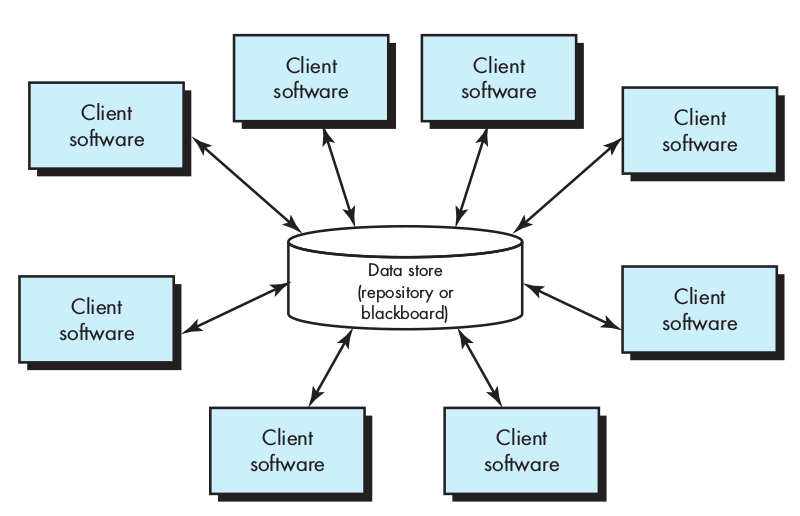 Client
software
Client
software
Client
software
Client
software
Data store
(repository or
blackboard)
Client
software
Client
software
Client
software
Client
software